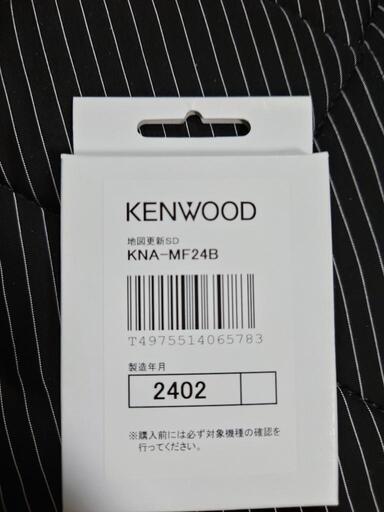 KENWOOD
地図更新SD
KNA-MF24B
T4975514065783
製造年月
2402
※購入前には必ず対象機種の確認を
行ってください。